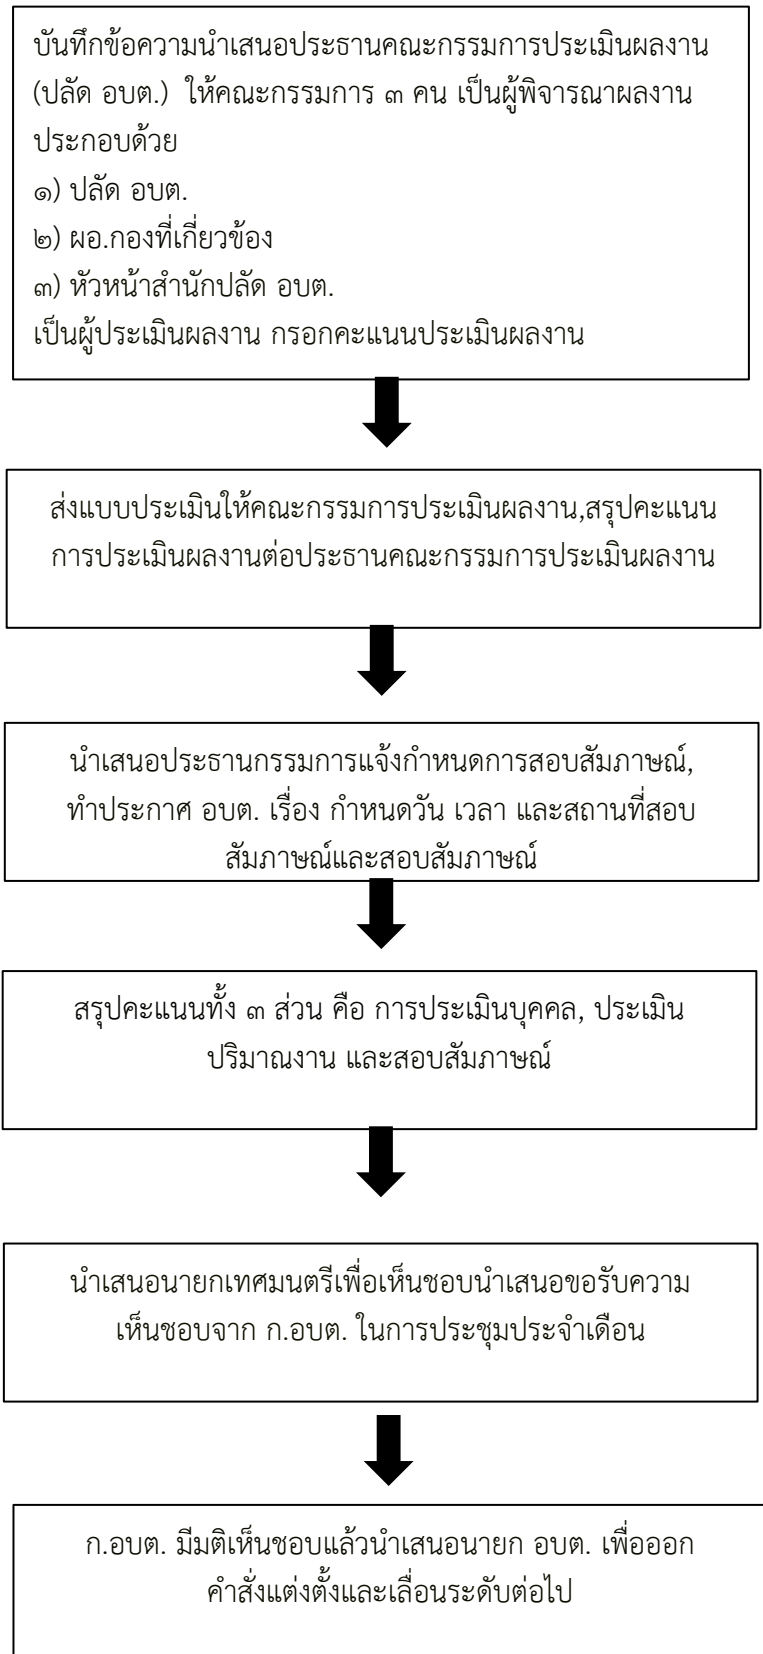 บันทึกข้อความนำเสนอประธานคณะกรรมการประเมินผลงาน
(ปลัด อบต.) ให้คณะกรรมการ ๓ คน เป็นผู้พิจารณาผลงาน
ประกอบด้วย
๑) ปลัด อบต.
๒) ผอ.กองที่เกี่ยวข้อง
๓) หัวหน้าสำนักปลัด อบต.
เป็นผู้ประเมินผลงาน กรอกคะแนนประเมินผลงาน
ส่งแบบประเมินให้คณะกรรมการประเมินผลงาน,สรุปคะแนน
การประเมินผลงานต่อประธานคณะกรรมการประเมินผลงาน
นำเสนอประธานกรรมการแจ้งกำหนดการสอบสัมภาษณ์,
ทำประกาศ อบต. เรื่อง กำหนดวัน เวลา และสถานที่สอบ
สัมภาษณ์และสอบสัมภาษณ์
สรุปคะแนนทั้ง ๓ ส่วน คือ การประเมินบุคคล, ประเมิน
ปริมาณงาน และสอบสัมภาษณ์
นำเสนอนายกเทศมนตรีเพื่อเห็นชอบนำเสนอขอรับความ
เห็นชอบจาก ก.อบต. ในการประชุมประจำเดือน
ก.อบต. มีมติเห็นชอบแล้วนำเสนอนายก อบต. เพื่อออก
คำสั่งแต่งตั้งและเลื่อนระดับต่อไป